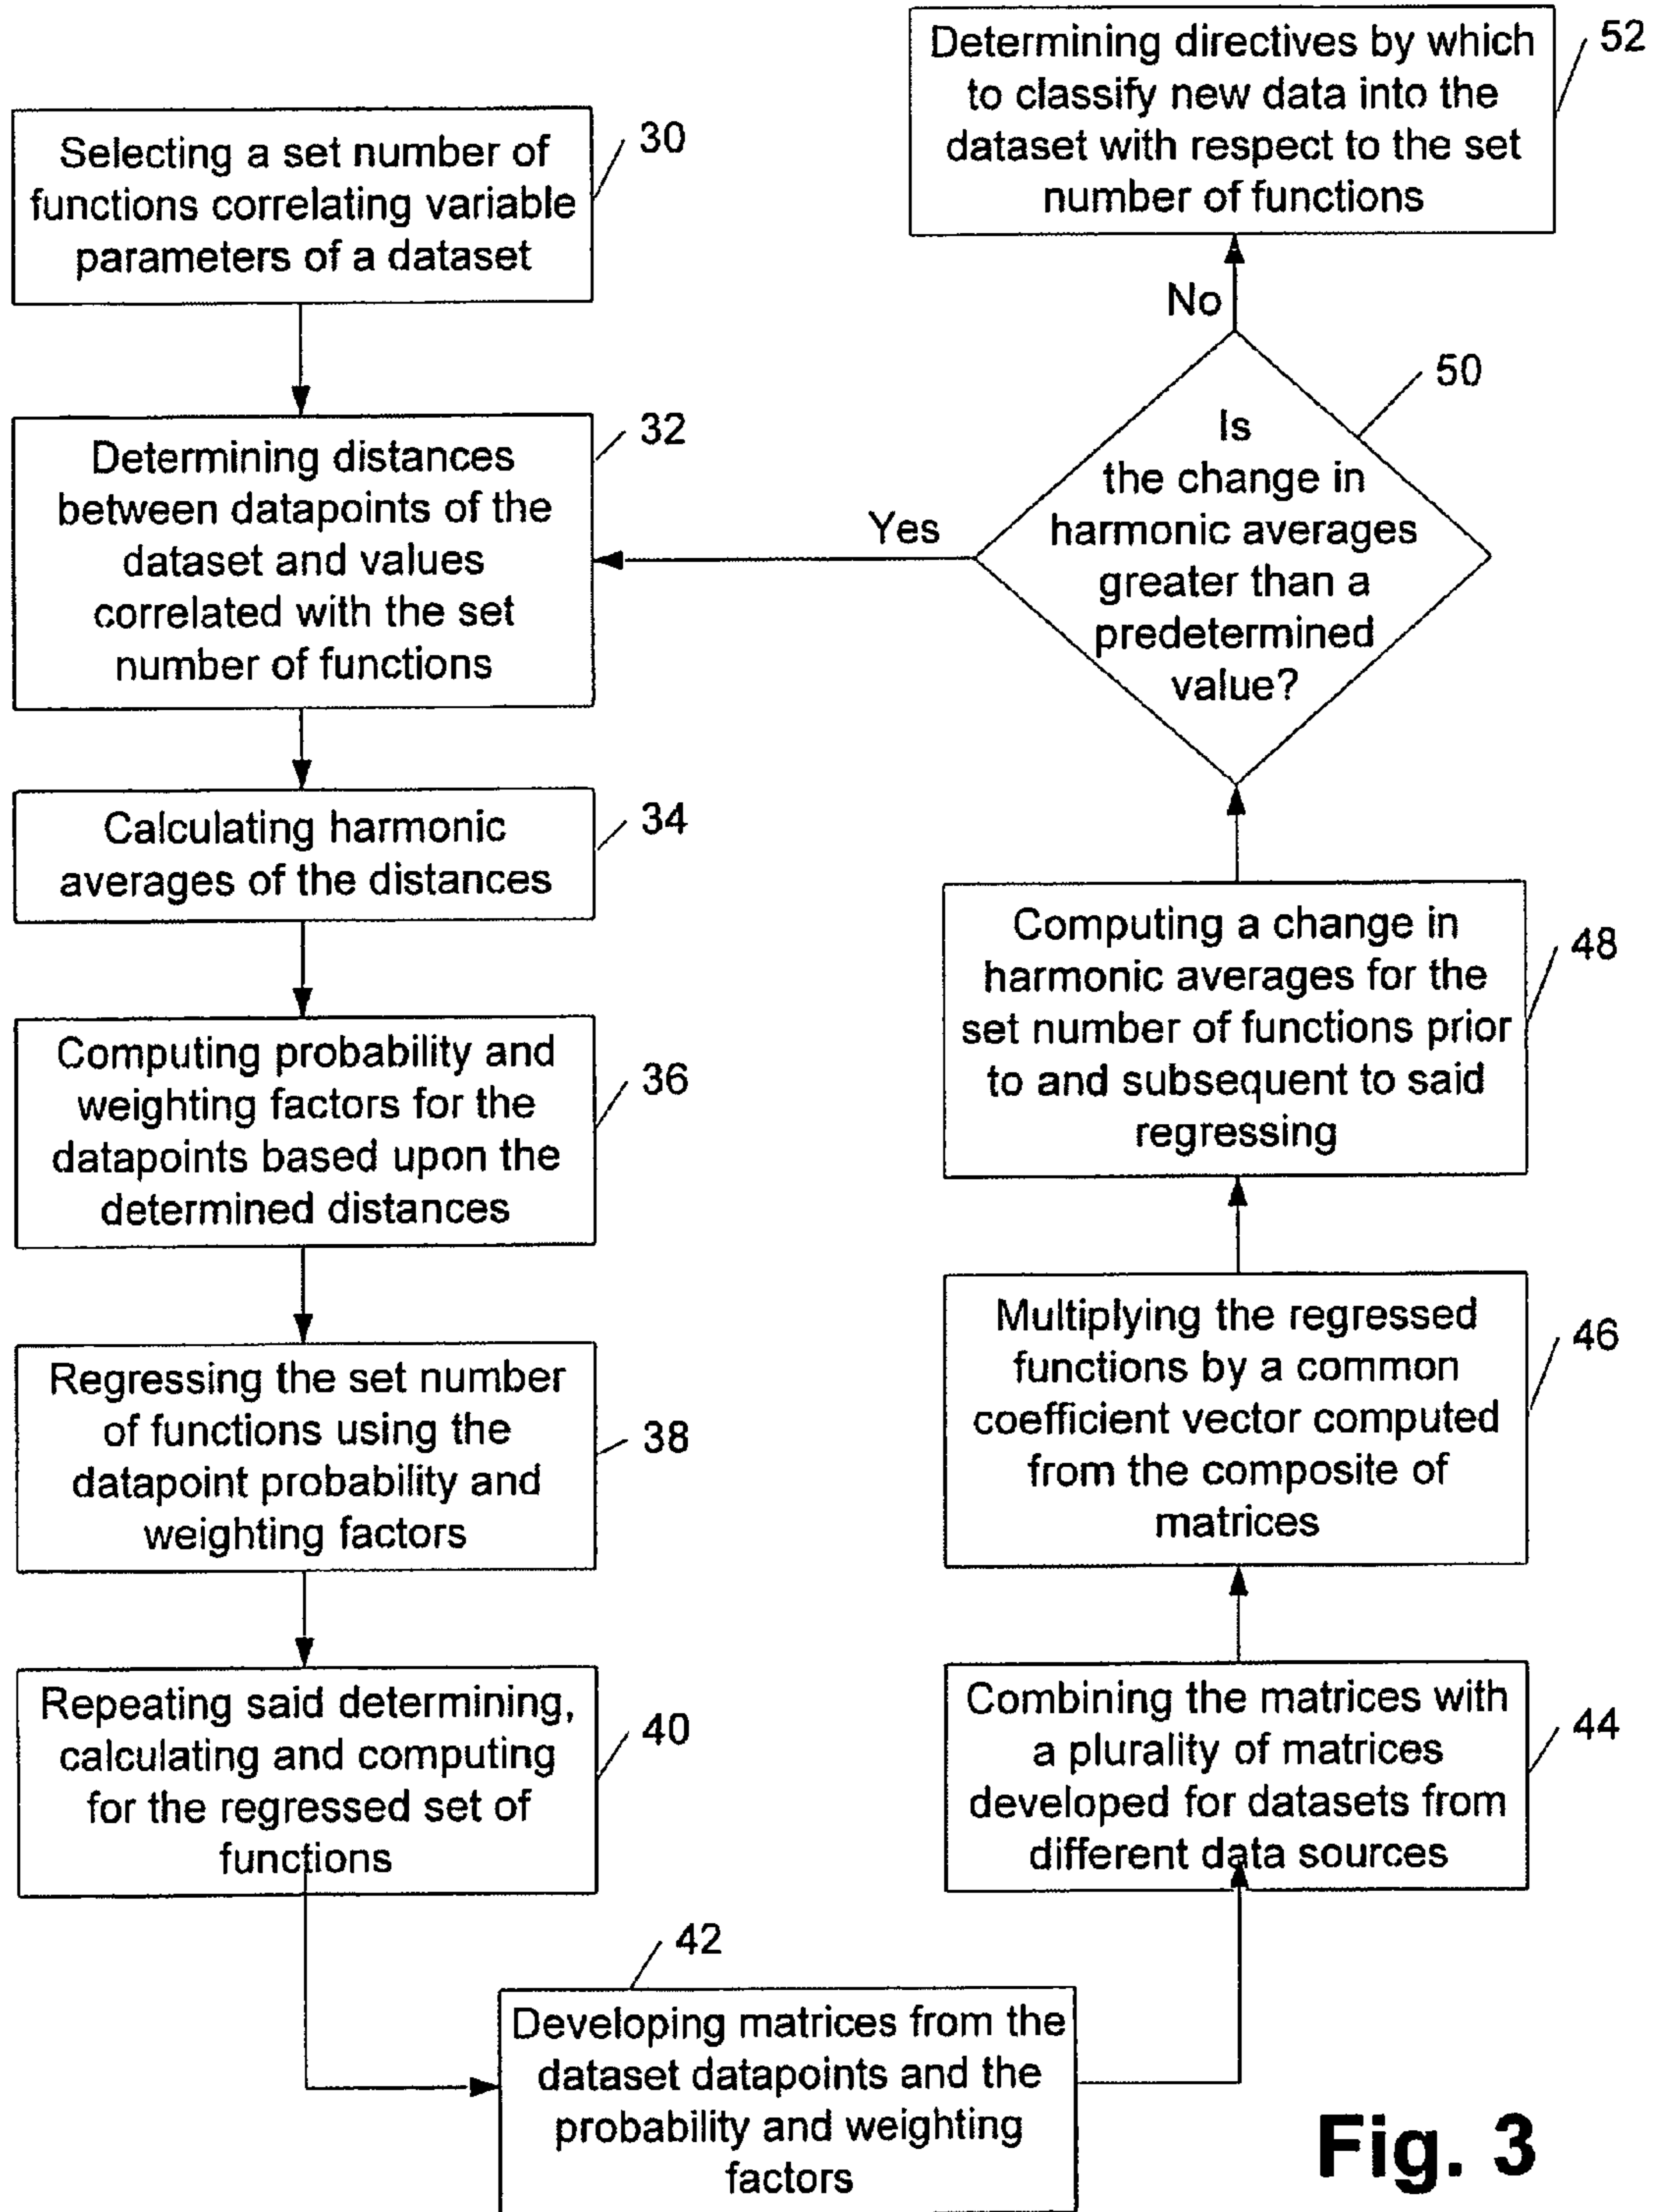 Selecting a set number of
functions correlating variable
parameters of a dataset
30
Determining distances
between datapoints of the
dataset and values
correlated with the set
number of functions
32
Calculating harmonic
averages of the distances
34
Computing probability and
weighting factors for the
datapoints based upon the
determined distances
36
Regressing the set number
of functions using the
datapoint probability and
weighting factors
38
Repeating said determining,
calculating and computing
for the regressed set of
functions
40
42
Developing matrices from the
dataset datapoints and the
probability and weighting
factors
Combining the matrices with
a plurality of matrices
developed for datasets from
different data sources
44
Multiplying the regressed
functions by a common
coefficient vector computed
from the composite of
matrices
46
Computing a change in
harmonic averages for the
set number of functions prior
to and subsequent to said
regressing
48
Is
the change in
harmonic averages
greater than a
predetermined
value?
50
Yes
No
Determining directives by which
to classify new data into the
dataset with respect to the set
number of functions
52
Fig. 3